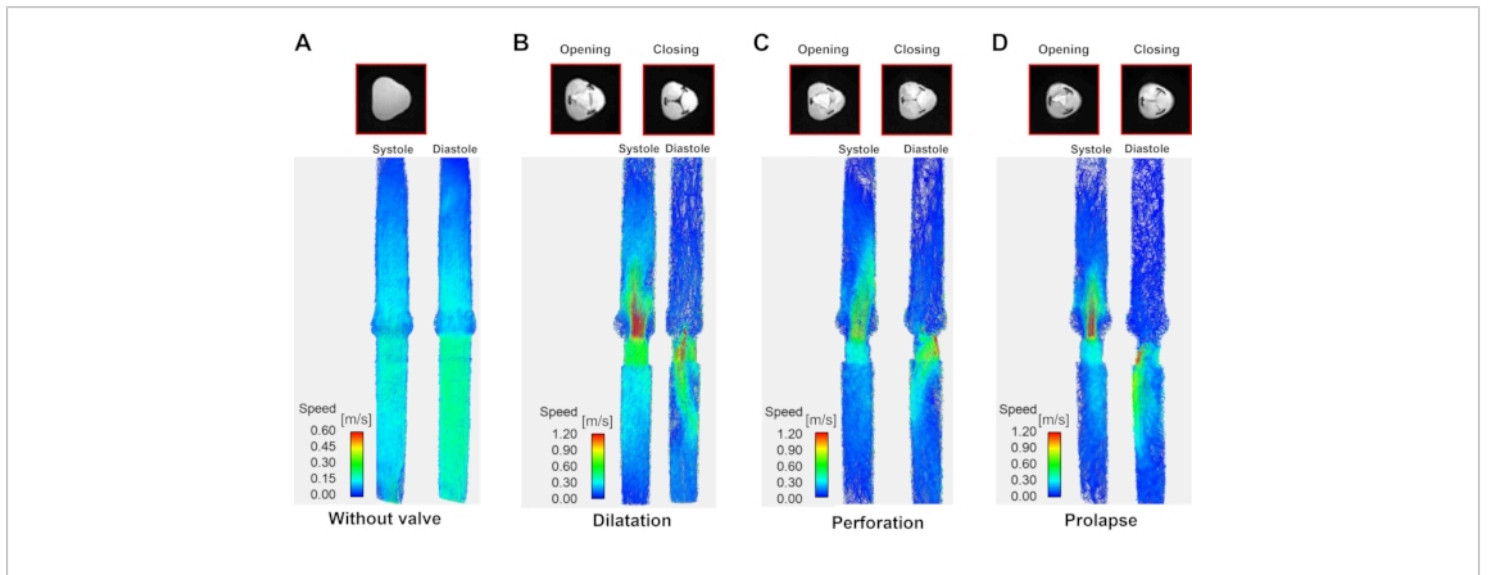 A
B
C
D
Opening
Closing
Opening
Closing
Opening
Closing
Systole
Diastole
Systole
Diastole
Systole
Diastole
Systole
Diastole
Speed
[m/s]
0.60
0.45
0.30
0.15
0.00
Without valve
Speed
[m/s]
1.20
0.90
0.60
0.30
0.00
Dilatation
Speed
[m/s]
1.20
0.90
0.60
0.30
0.00
Perforation
Speed
[m/s]
1.20
0.90
0.60
0.30
0.00
Prolapse